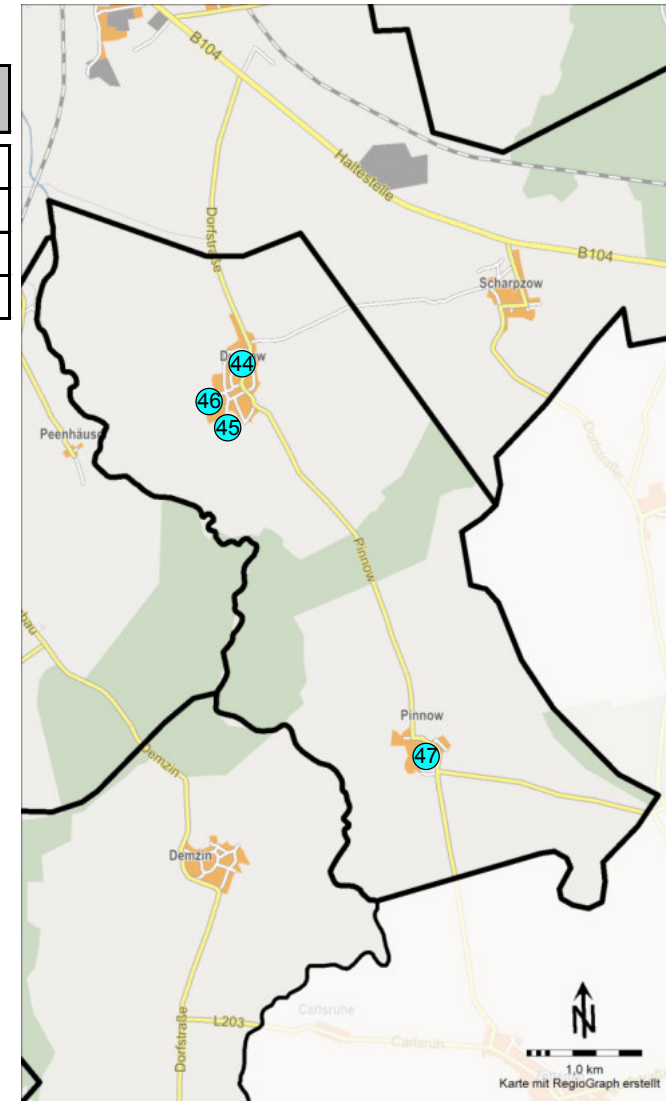 B104
Haltestelle
Dorfstraße
B104
Scharpzow
44
46
45
Peenhäuser
Dorfstraße
Pinnow
Pinnow
47
Demzin
Demzin
L203
Carlsruhe
Dorfstraße
N
1,0 km
Karte mit RegioGraph erstellt